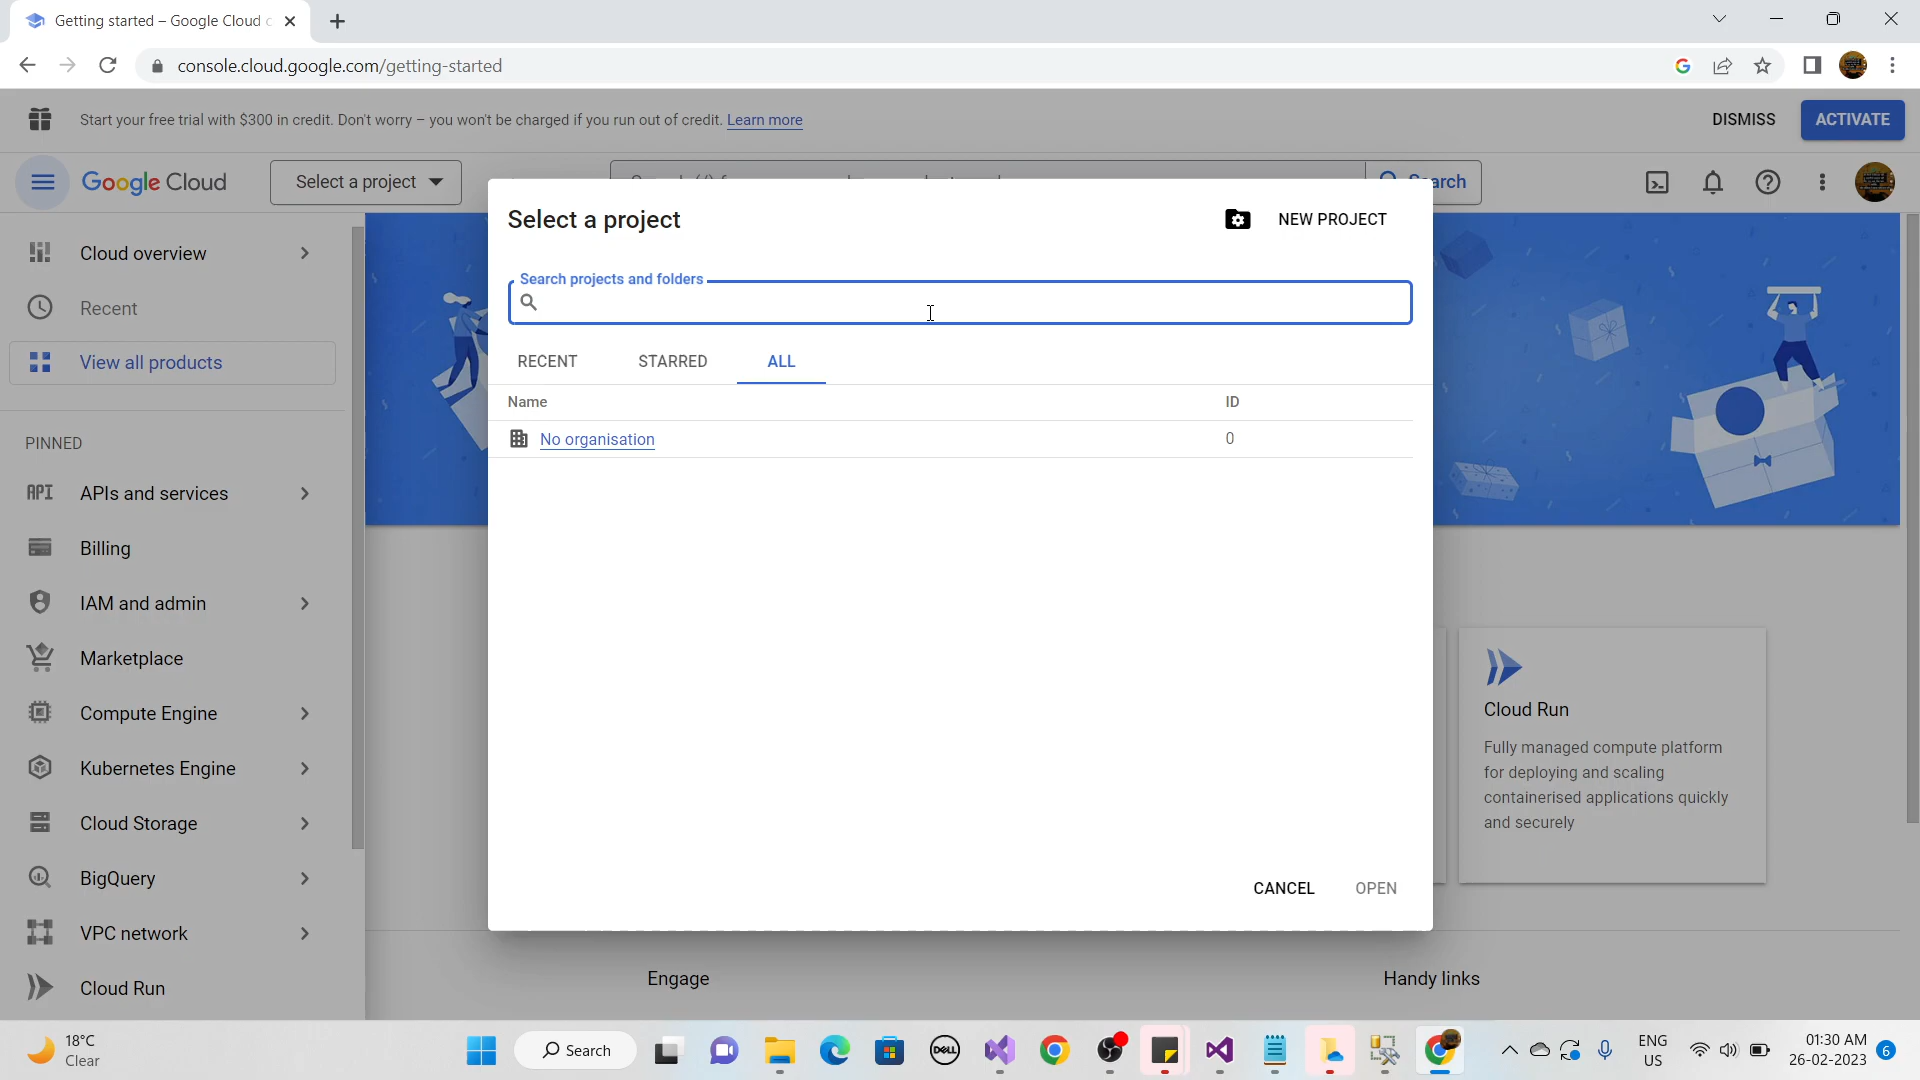 Getting started – Google Cloud c
console.cloud.google.com/getting-started
Start your free trial with $300 in credit. Don't worry – you won't be charged if you run out of credit. Learn more
DISMISS
ACTIVATE
Google Cloud
Select a project
Search
Cloud overview
Recent
View all products
PINNED
APIs and services
Billing
IAM and admin
Marketplace
Compute Engine
Kubernetes Engine
Cloud Storage
BigQuery
VPC network
Cloud Run
Select a project
NEW PROJECT
Search projects and folders
RECENT STARRED ALL
Name ID
No organisation 0
CANCEL OPEN
Cloud Run
Fully managed compute platform
for deploying and scaling
containerised applications quickly
and securely
Engage
Handy links
18°C
Clear
Search
DELL
ENG
US
01:30 AM
26-02-2023
6